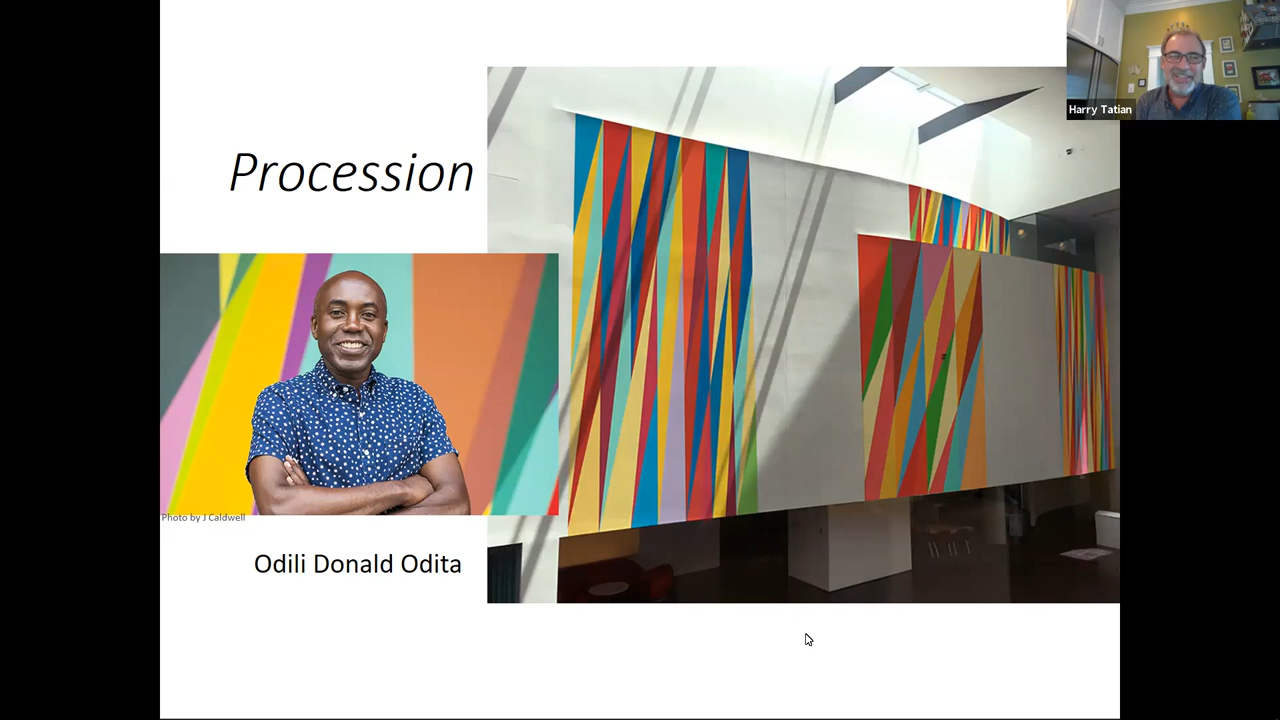 Procession
Photo by J Caldwell
Odili Donald Odita
Harry Tatian